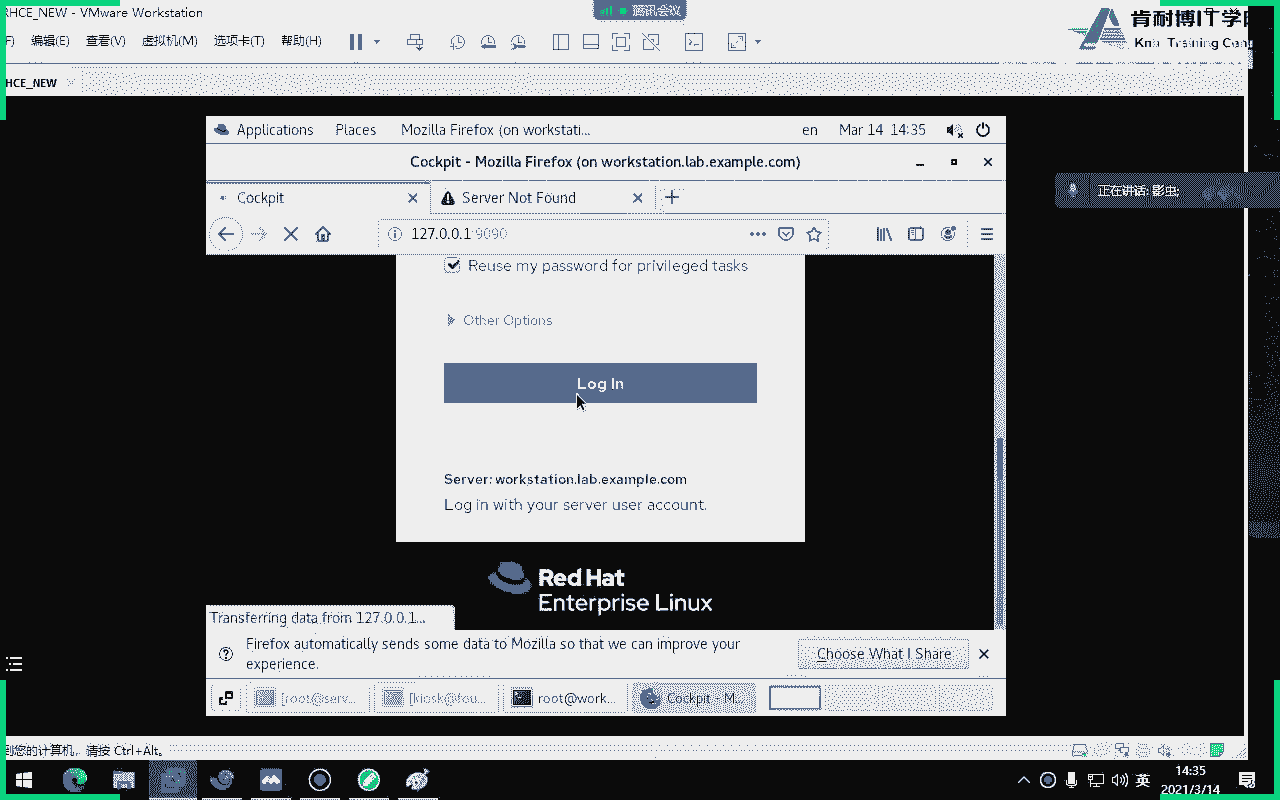 RHCE_NEW - VMware Workstation
腾讯会议
编辑(E) 查看(V) 虚拟机(M) 选项卡(T) 帮助(H)
肯耐博IT学
Training
HCE_NEW
Applications Places Mozilla Firefox (on workstati... en Mar 14 14:35
Cockpit - Mozilla Firefox (on workstation.lab.example.com)
Cockpit Server Not Found
正在讲话: 影虫;
127.0.0.1:9090
Reuse my password for privileged tasks
Other Options
Log In
Server: workstation.lab.example.com
Log in with your server user account.
Red Hat
Enterprise Linux
Transferring data from 127.0.0.1...
Firefox automatically sends some data to Mozilla so that we can improve your
experience.
Choose What I Share
[root@serv... [kiosk@fou... root@work... Cockpit - M...
到您的计算机，请按 Ctrl+Alt。
英
14:35
2021/3/14